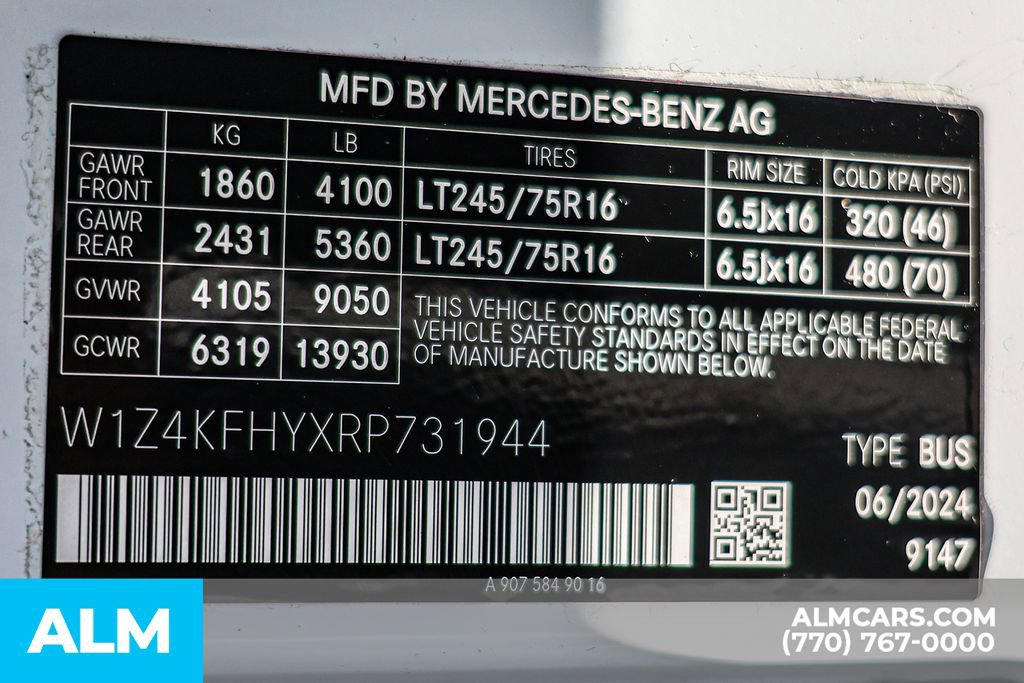 MFD BY MERCEDES-BENZ AG
KG LB TIRES RIM SIZE COLD KPA (PSI)
GAWR FRONT 1860 4100 LT245/75R16 6.5Jx16 320 (46)
GAWR REAR 2431 5360 LT245/75R16 6.5Jx16 480 (70)
GVWR 4105 9050
GCWR 6319 13930
THIS VEHICLE CONFORMS TO ALL APPLICABLE FEDERAL
VEHICLE SAFETY STANDARDS IN EFFECT ON THE DATE
OF MANUFACTURE SHOWN BELOW.
W1Z4KFHYXRP731944
TYPE BUS
06/2024
9147
A 907 584 90 16
ALM
ALMCARS.COM
(770) 767-0000